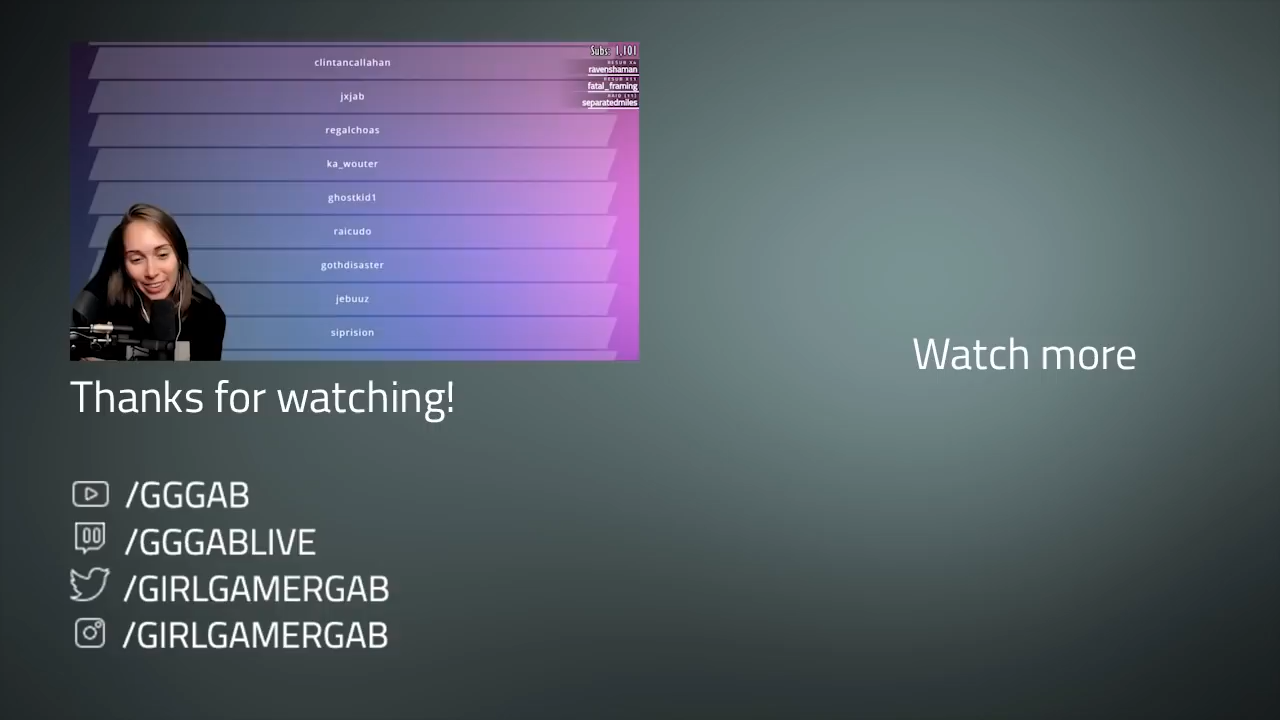 clintancallahan
jxjab
regalchoas
ka_wouter
ghostkid1
raicudo
gothdisaster
jebuuz
siprision
Subs: 1,101
ravenshaman
fatal_framing
separatedmiles
Thanks for watching!
/GGGAB
/GGGABLIVE
/GIRLGAMERGAB
/GIRLGAMERGAB
Watch more